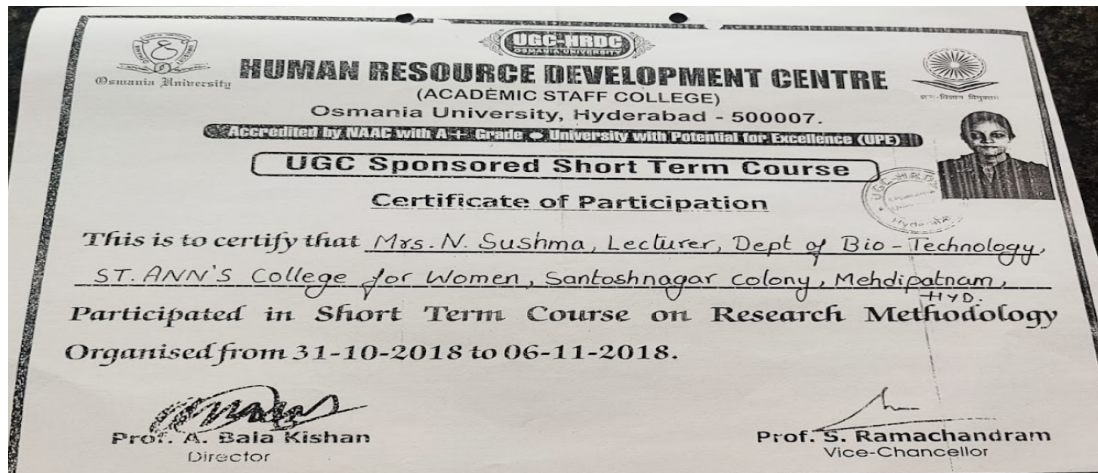 UGC-HRDC
OSMANIA UNIVERSITY
Osmania University
HUMAN RESOURCE DEVELOPMENT CENTRE
(ACADEMIC STAFF COLLEGE)
Osmania University, Hyderabad - 500007.
Accredited by NAAC with A+ Grade University with Potential for Excellence (UPE)
UGC Sponsored Short Term Course
Certificate of Participation
This is to certify that Mrs. N. Sushma, Lecturer, Dept of Bio-Technology,
ST. ANN'S College for Women, Santoshnagar colony, Mehdipatnam,
HYD.
Participated in Short Term Course on Research Methodology
Organised from 31-10-2018 to 06-11-2018.
Prof. A. Bala Kishan
Director
Prof. S. Ramachandram
Vice-Chancellor